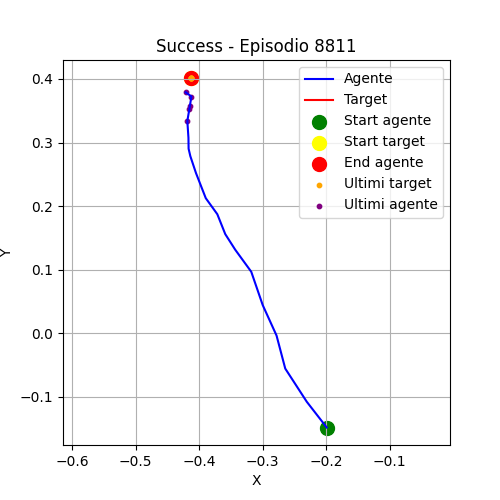 Success - Episodio 8811
Agente
Target
Start agente
Start target
End agente
Ultimi target
Ultimi agente
Y
0.4
0.3
0.2
0.1
0.0
−0.1
−0.6
−0.5
−0.4
−0.3
−0.2
−0.1
X